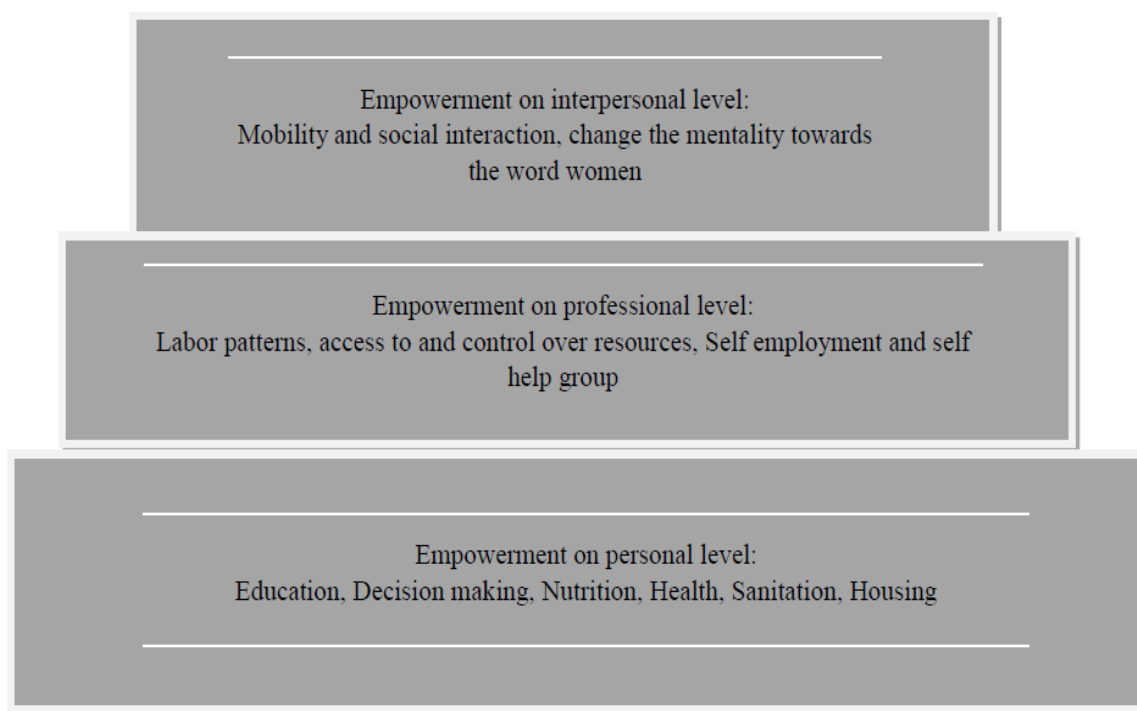 Empowerment on interpersonal level:
Mobility and social interaction, change the mentality towards
the word women
Empowerment on professional level:
Labor patterns, access to and control over resources, Self employment and self
help group
Empowerment on personal level:
Education, Decision making, Nutrition, Health, Sanitation, Housing